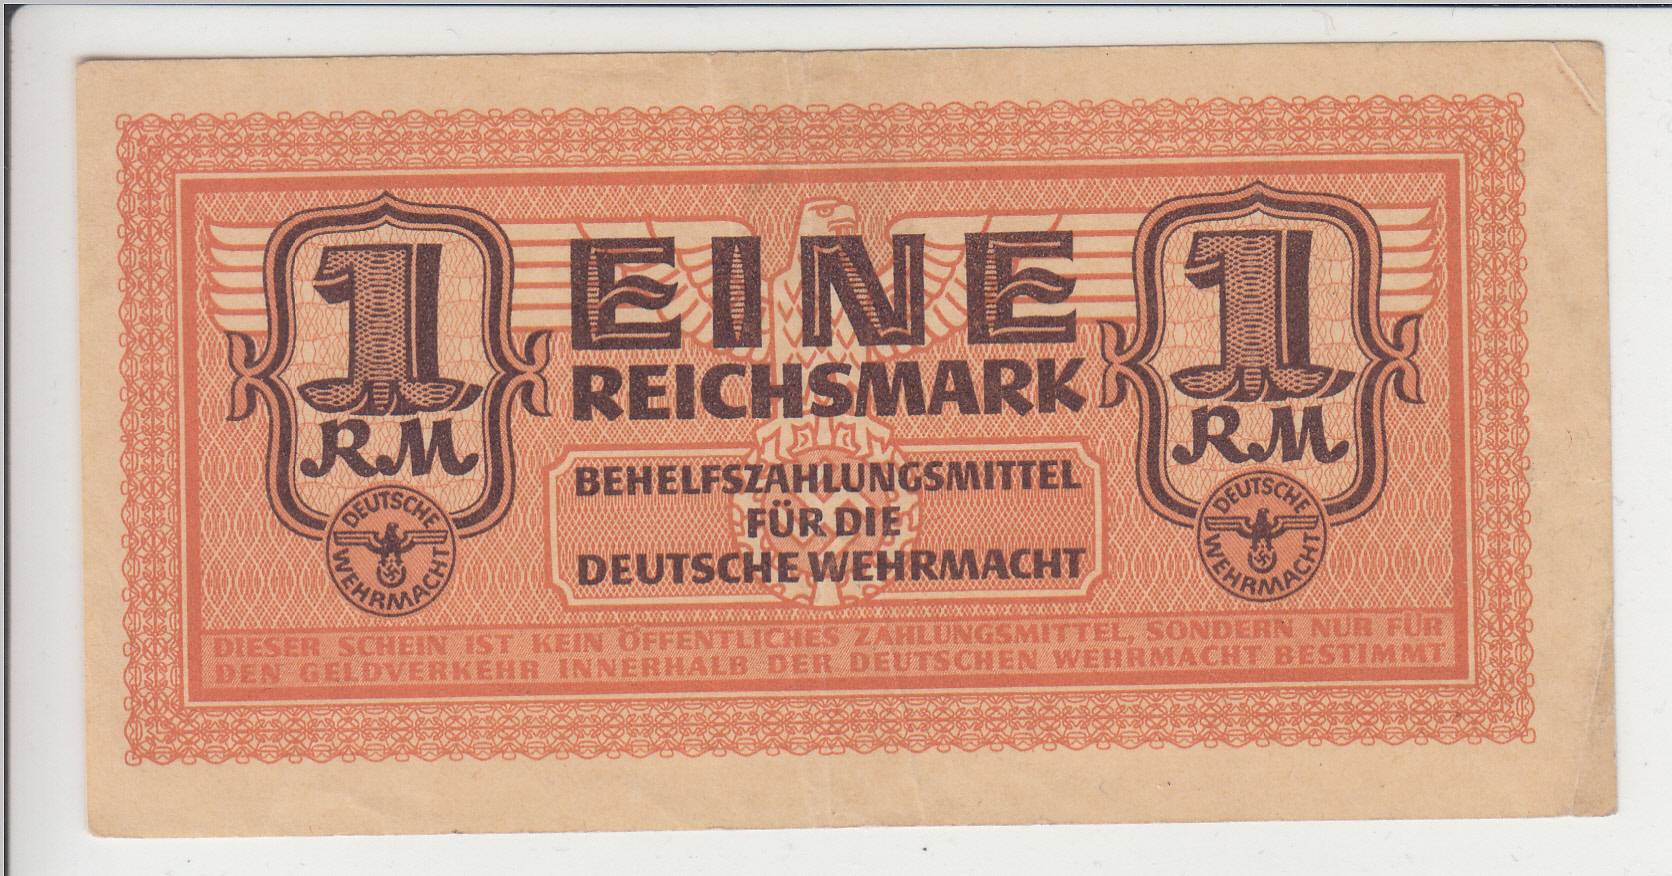 1
RM
DEUTSCHE
WEHRMACHT
EINE
REICHSMARK
BEHELFSZAHLUNGSMITTEL
FÜR DIE
DEUTSCHE WEHRMACHT
1
RM
DEUTSCHE
WEHRMACHT
DIESER SCHEIN IST KEIN ÖFFENTLICHES ZAHLUNGSMITTEL, SONDERN NUR FÜR
DEN GELDVERKEHR INNERHALB DER DEUTSCHEN WEHRMACHT BESTIMMT